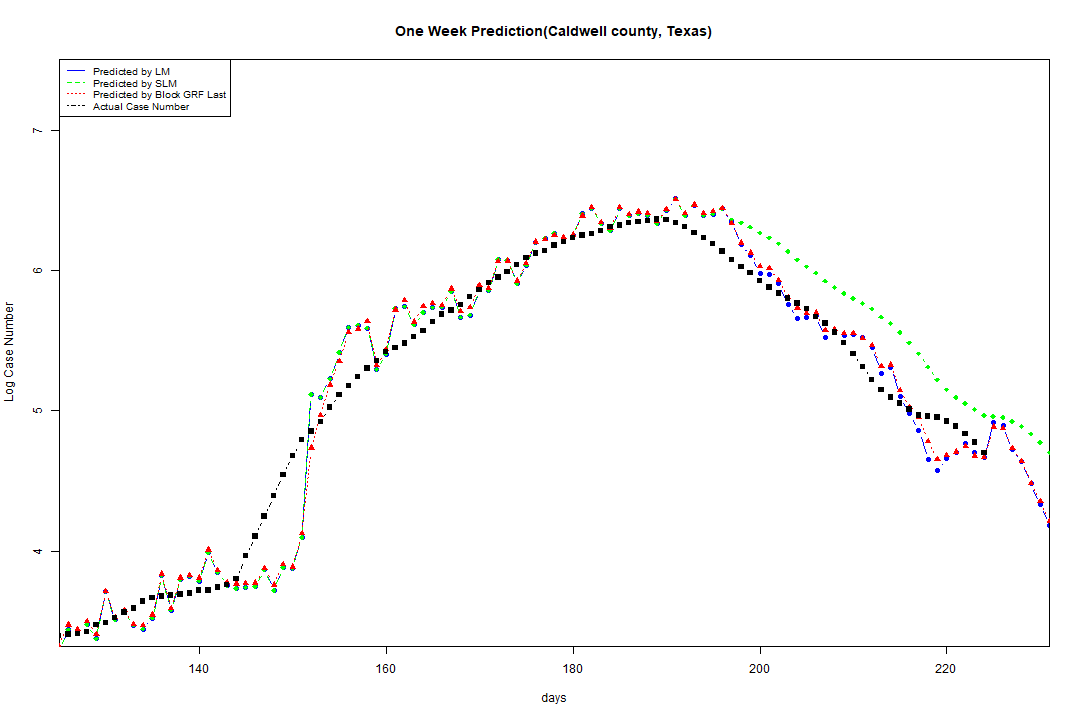 One Week Prediction(Caldwell county, Texas)
Predicted by LM
Predicted by SLM
Predicted by Block GRF Last
Actual Case Number
7
6
5
4
Log Case Number
140 160 180 200 220
days